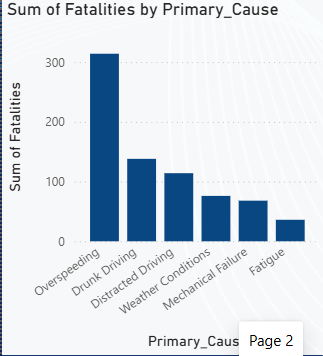 Sum of Fatalities by Primary_Cause
Sum of Fatalities
300
200
100
0
Overspeeding
Drunk Driving
Distracted Driving
Weather Conditions
Mechanical Failure
Fatigue
Primary_Caus
Page 2